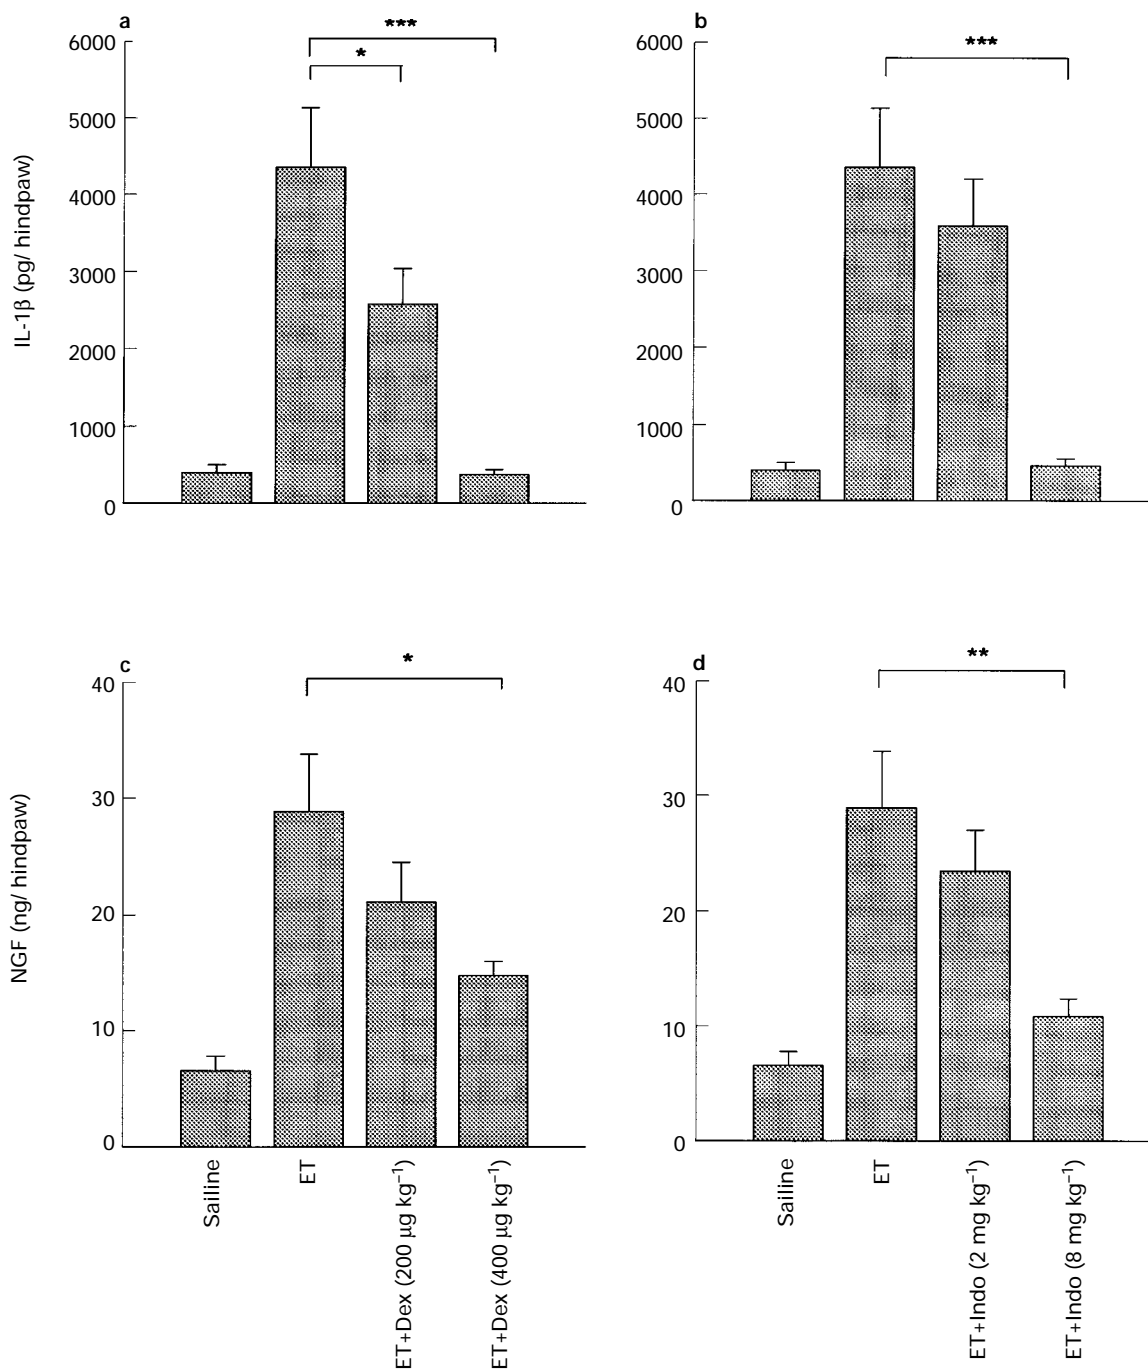 a
6000
5000
4000
3000
2000
1000
0
IL-1β (pg/ hindpaw)
***
*
b
6000
5000
4000
3000
2000
1000
0
***
c
40
30
20
10
0
NGF (ng/ hindpaw)
*
Sailine
ET
ET+Dex (200 µg kg⁻¹)
ET+Dex (400 µg kg⁻¹)
d
40
30
20
10
0
**
Sailine
ET
ET+Indo (2 mg kg⁻¹)
ET+Indo (8 mg kg⁻¹)